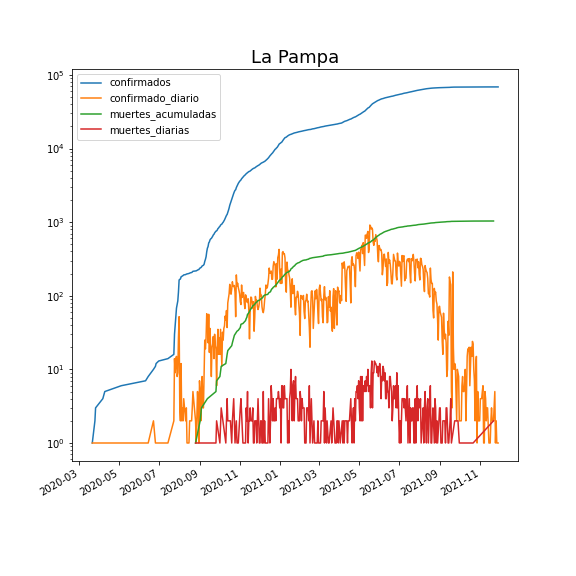 La Pampa
confirmados
confirmado_diario
muertes_acumuladas
muertes_diarias
10^5
10^4
10^3
10^2
10^1
10^0
2020-03 2020-05 2020-07 2020-09 2020-11 2021-01 2021-03 2021-05 2021-07 2021-09 2021-11